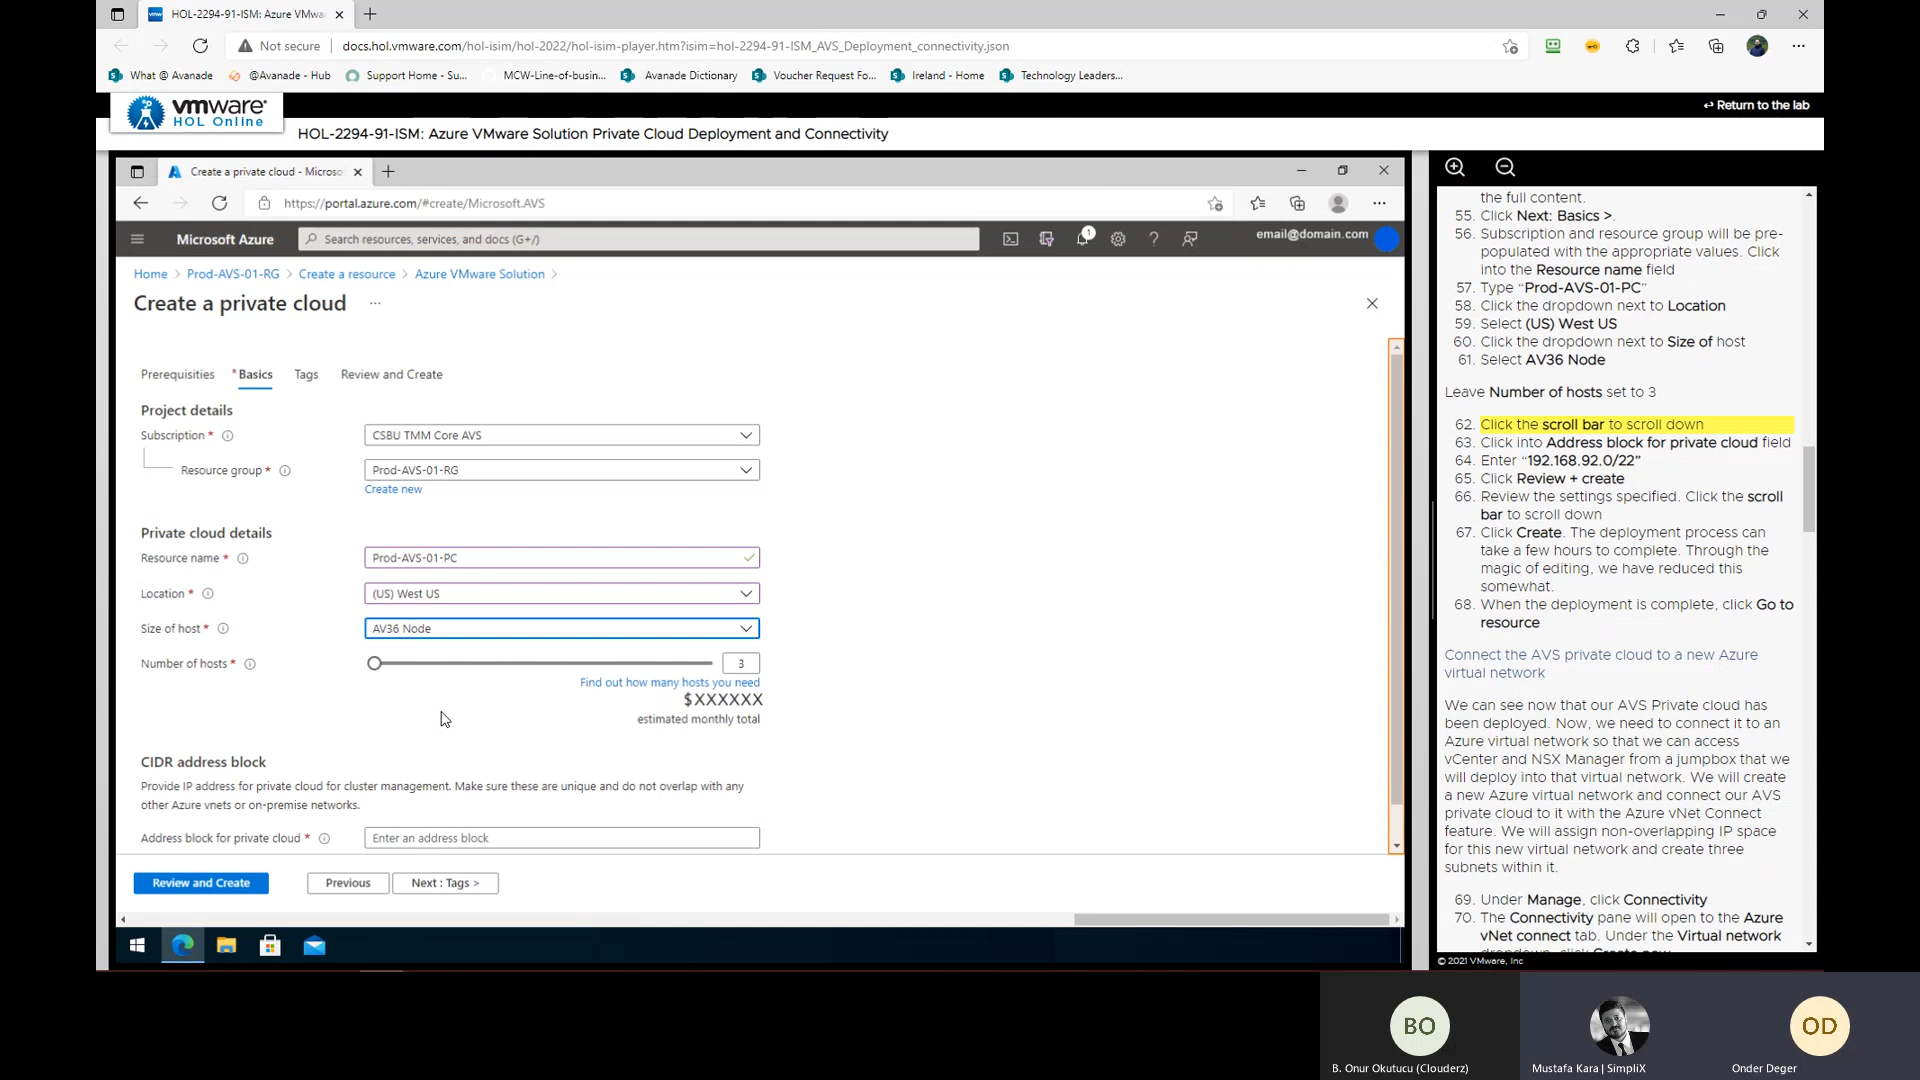 HOL-2294-91-ISM: Azure VMwa
Not secure
docs.hol.vmware.com/hol-isim/hol-2022/hol-isim-player.htm?isim=hol-2294-91-ISM_AVS_Deployment_connectivity.json
What @ Avanade
@Avanade - Hub
Support Home - Su...
MCW-Line-of-busin...
Avanade Dictionary
Voucher Request Fo...
Ireland - Home
Technology Leaders...
vmware
HOL Online
Return to the lab
HOL-2294-91-ISM: Azure VMware Solution Private Cloud Deployment and Connectivity
Create a private cloud - Microso
https://portal.azure.com/#create/Microsoft.AVS
Microsoft Azure
Search resources, services, and docs (G+/)
1
email@domain.com
Home > Prod-AVS-01-RG > Create a resource > Azure VMware Solution >
Create a private cloud ...
Prerequisites
* Basics
Tags
Review and Create
Project details
Subscription *
CSBU TMM Core AVS
Resource group *
Prod-AVS-01-RG
Create new
Private cloud details
Resource name *
Prod-AVS-01-PC
Location *
(US) West US
Size of host *
AV36 Node
Number of hosts *
3
Find out how many hosts you need
$XXXXXX
estimated monthly total
CIDR address block
Provide IP address for private cloud for cluster management. Make sure these are unique and do not overlap with any
other Azure vnets or on-premise networks.
Address block for private cloud *
Enter an address block
Review and Create
Previous
Next : Tags >
the full content.
55. Click Next: Basics >.
56. Subscription and resource group will be pre-
populated with the appropriate values. Click
into the Resource name field
57. Type “Prod-AVS-01-PC”
58. Click the dropdown next to Location
59. Select (US) West US
60. Click the dropdown next to Size of host
61. Select AV36 Node
Leave Number of hosts set to 3
62. Click the scroll bar to scroll down
63. Click into Address block for private cloud field
64. Enter “192.168.92.0/22”
65. Click Review + create
66. Review the settings specified. Click the scroll
bar to scroll down
67. Click Create. The deployment process can
take a few hours to complete. Through the
magic of editing, we have reduced this
somewhat.
68. When the deployment is complete, click Go to
resource
Connect the AVS private cloud to a new Azure
virtual network
We can see now that our AVS Private cloud has
been deployed. Now, we need to connect it to an
Azure virtual network so that we can access
vCenter and NSX Manager from a jumpbox that we
will deploy into that virtual network. We will create
a new Azure virtual network and connect our AVS
private cloud to it with the Azure vNet Connect
feature. We will assign non-overlapping IP space
for this new virtual network and create three
subnets within it.
69. Under Manage, click Connectivity
70. The Connectivity pane will open to the Azure
vNet connect tab. Under the Virtual network
dropdown, click Create new
© 2021 VMware, Inc
BO
B. Onur Okutucu (Clouderz)
Mustafa Kara | SimpliX
OD
Onder Deger